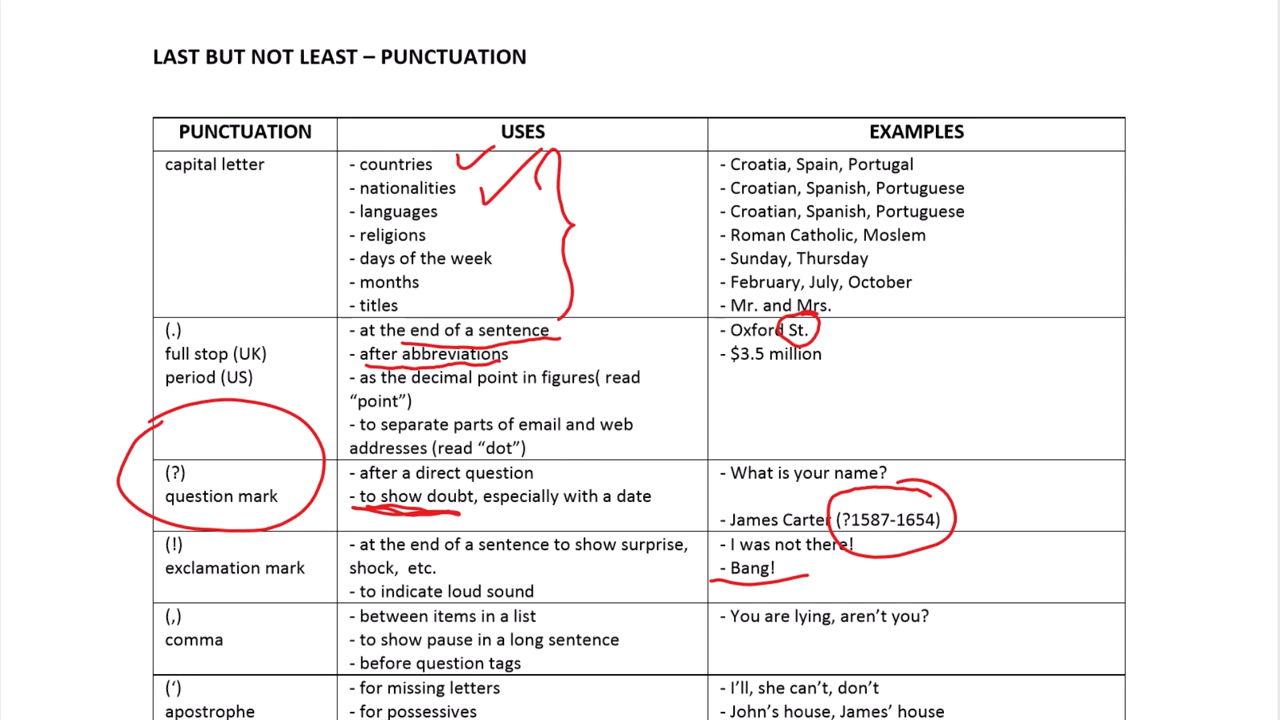 LAST BUT NOT LEAST – PUNCTUATION
PUNCTUATION USES EXAMPLES
capital letter
- countries
- nationalities
- languages
- religions
- days of the week
- months
- titles
- Croatia, Spain, Portugal
- Croatian, Spanish, Portuguese
- Croatian, Spanish, Portuguese
- Roman Catholic, Moslem
- Sunday, Thursday
- February, July, October
- Mr. and Mrs.
(.)
full stop (UK)
period (US)
- at the end of a sentence
- after abbreviations
- as the decimal point in figures( read
“point”)
- to separate parts of email and web
addresses (read “dot”)
- Oxford St.
- $3.5 million
(?)
question mark
- after a direct question
- to show doubt, especially with a date
- What is your name?
- James Carter (?1587-1654)
(!)
exclamation mark
- at the end of a sentence to show surprise,
shock, etc.
- to indicate loud sound
- I was not there!
- Bang!
(,)
comma
- between items in a list
- to show pause in a long sentence
- before question tags
- You are lying, aren’t you?
(‘)
apostrophe
- for missing letters
- for possessives
- I’ll, she can’t, don’t
- John’s house, James’ house